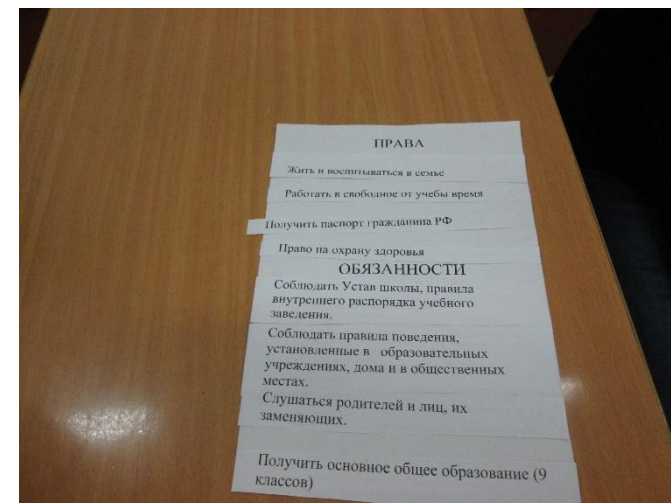 ПРАВА
Жить и воспитываться в семье
Работать в свободное от учебы время
Получить паспорт гражданина РФ
Право на охрану здоровья
ОБЯЗАННОСТИ
Соблюдать Устав школы, правила
внутреннего распорядка учебного
заведения.
Соблюдать правила поведения,
установленные в образовательных
учреждениях, дома и в общественных
местах.
Слушаться родителей и лиц, их
заменяющих.
Получить основное общее образование (9
классов)